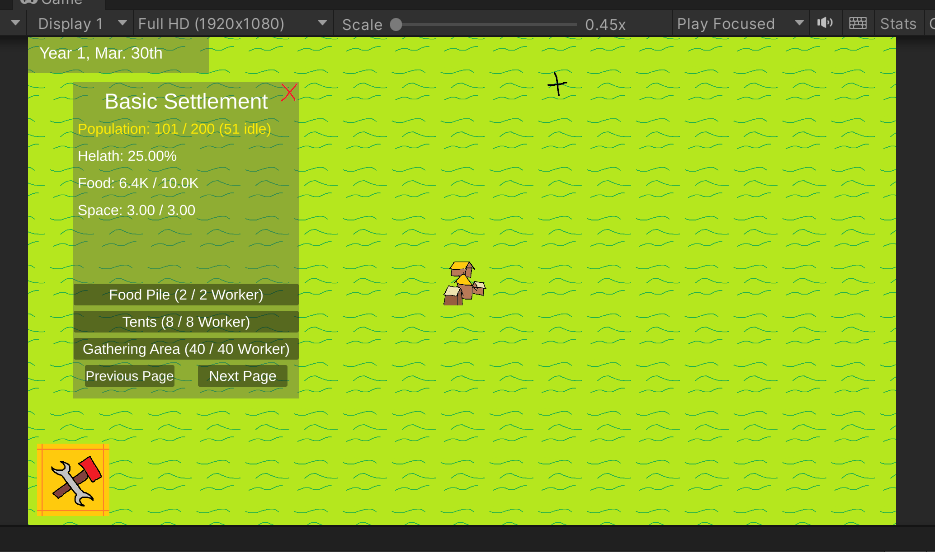 Game
Display 1 Full HD (1920x1080) Scale 0.45x Play Focused Stats
Year 1, Mar. 30th
Basic Settlement
Population: 101 / 200 (51 idle)
Helath: 25.00%
Food: 6.4K / 10.0K
Space: 3.00 / 3.00
Food Pile (2 / 2 Worker)
Tents (8 / 8 Worker)
Gathering Area (40 / 40 Worker)
Previous Page Next Page